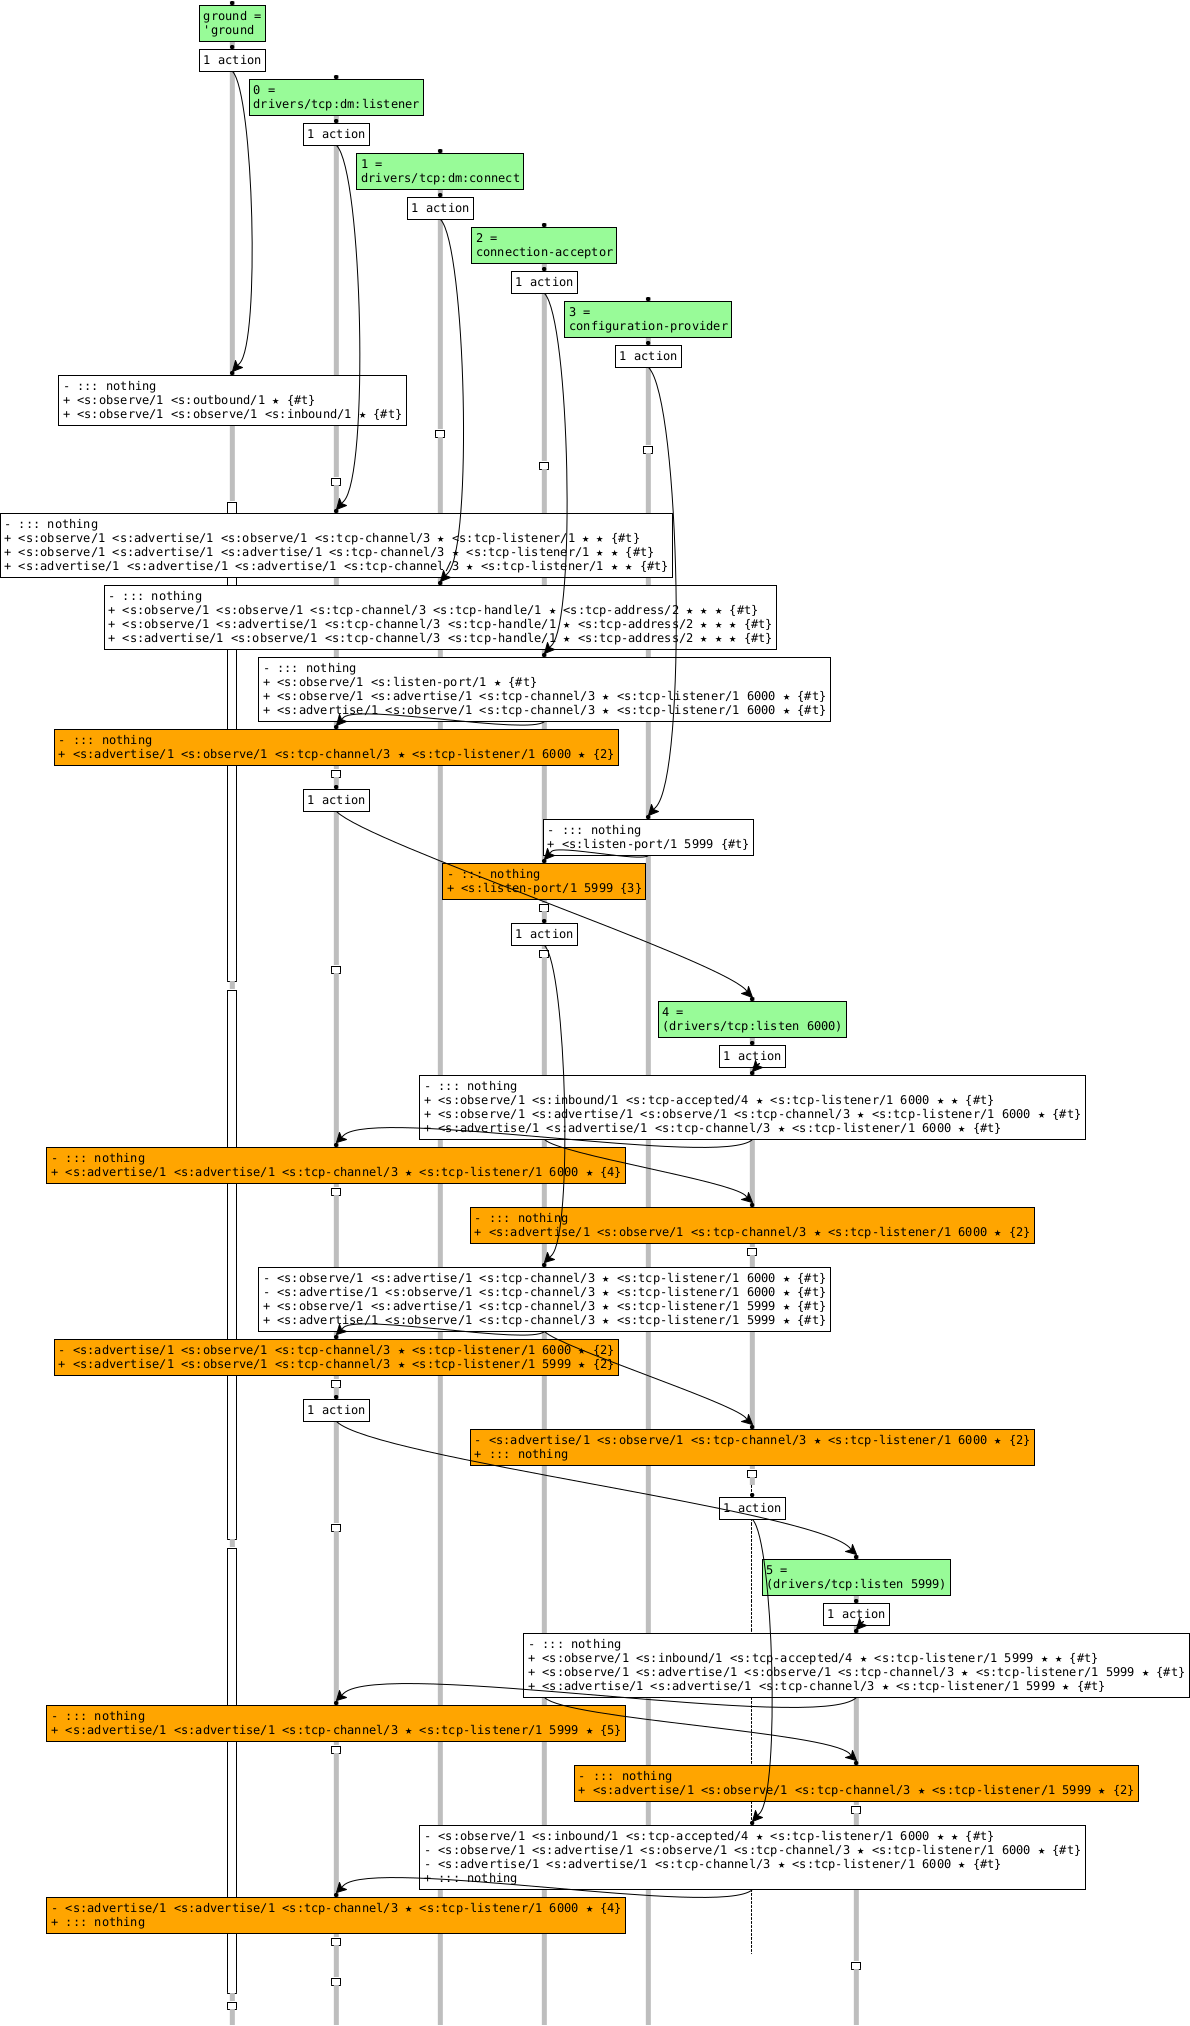 ground =
'ground
1 action
0 =
drivers/tcp:dm:listener
1 action
1 =
drivers/tcp:dm:connect
1 action
2 =
connection-acceptor
1 action
3 =
configuration-provider
1 action
- ::: nothing
+ <s:observe/1 <s:outbound/1 ★ {#t}
+ <s:observe/1 <s:observe/1 <s:inbound/1 ★ {#t}
- ::: nothing
+ <s:observe/1 <s:advertise/1 <s:observe/1 <s:tcp-channel/3 ★ <s:tcp-listener/1 ★ ★ {#t}
+ <s:observe/1 <s:advertise/1 <s:advertise/1 <s:tcp-channel/3 ★ <s:tcp-listener/1 ★ ★ {#t}
+ <s:advertise/1 <s:advertise/1 <s:advertise/1 <s:tcp-channel/3 ★ <s:tcp-listener/1 ★ ★ {#t}
- ::: nothing
+ <s:observe/1 <s:observe/1 <s:tcp-channel/3 <s:tcp-handle/1 ★ <s:tcp-address/2 ★ ★ ★ {#t}
+ <s:observe/1 <s:advertise/1 <s:tcp-channel/3 <s:tcp-handle/1 ★ <s:tcp-address/2 ★ ★ ★ {#t}
+ <s:advertise/1 <s:observe/1 <s:tcp-channel/3 <s:tcp-handle/1 ★ <s:tcp-address/2 ★ ★ ★ {#t}
- ::: nothing
+ <s:observe/1 <s:listen-port/1 ★ {#t}
+ <s:observe/1 <s:advertise/1 <s:tcp-channel/3 ★ <s:tcp-listener/1 6000 ★ {#t}
+ <s:advertise/1 <s:observe/1 <s:tcp-channel/3 ★ <s:tcp-listener/1 6000 ★ {#t}
- ::: nothing
+ <s:advertise/1 <s:observe/1 <s:tcp-channel/3 ★ <s:tcp-listener/1 6000 ★ {2}
1 action
- ::: nothing
+ <s:listen-port/1 5999 {#t}
- ::: nothing
+ <s:listen-port/1 5999 {3}
1 action
4 =
(drivers/tcp:listen 6000)
1 action
- ::: nothing
+ <s:observe/1 <s:inbound/1 <s:tcp-accepted/4 ★ <s:tcp-listener/1 6000 ★ ★ {#t}
+ <s:observe/1 <s:advertise/1 <s:observe/1 <s:tcp-channel/3 ★ <s:tcp-listener/1 6000 ★ {#t}
+ <s:advertise/1 <s:advertise/1 <s:tcp-channel/3 ★ <s:tcp-listener/1 6000 ★ {#t}
- ::: nothing
+ <s:advertise/1 <s:advertise/1 <s:tcp-channel/3 ★ <s:tcp-listener/1 6000 ★ {4}
- ::: nothing
+ <s:advertise/1 <s:observe/1 <s:tcp-channel/3 ★ <s:tcp-listener/1 6000 ★ {2}
- <s:observe/1 <s:advertise/1 <s:tcp-channel/3 ★ <s:tcp-listener/1 6000 ★ {#t}
- <s:advertise/1 <s:observe/1 <s:tcp-channel/3 ★ <s:tcp-listener/1 6000 ★ {#t}
+ <s:observe/1 <s:advertise/1 <s:tcp-channel/3 ★ <s:tcp-listener/1 5999 ★ {#t}
+ <s:advertise/1 <s:observe/1 <s:tcp-channel/3 ★ <s:tcp-listener/1 5999 ★ {#t}
- <s:advertise/1 <s:observe/1 <s:tcp-channel/3 ★ <s:tcp-listener/1 6000 ★ {2}
+ <s:advertise/1 <s:observe/1 <s:tcp-channel/3 ★ <s:tcp-listener/1 5999 ★ {2}
1 action
- <s:advertise/1 <s:observe/1 <s:tcp-channel/3 ★ <s:tcp-listener/1 6000 ★ {2}
+ ::: nothing
1 action
5 =
(drivers/tcp:listen 5999)
1 action
- ::: nothing
+ <s:observe/1 <s:inbound/1 <s:tcp-accepted/4 ★ <s:tcp-listener/1 5999 ★ ★ {#t}
+ <s:observe/1 <s:advertise/1 <s:observe/1 <s:tcp-channel/3 ★ <s:tcp-listener/1 5999 ★ {#t}
+ <s:advertise/1 <s:advertise/1 <s:tcp-channel/3 ★ <s:tcp-listener/1 5999 ★ {#t}
- ::: nothing
+ <s:advertise/1 <s:advertise/1 <s:tcp-channel/3 ★ <s:tcp-listener/1 5999 ★ {5}
- ::: nothing
+ <s:advertise/1 <s:observe/1 <s:tcp-channel/3 ★ <s:tcp-listener/1 5999 ★ {2}
- <s:observe/1 <s:inbound/1 <s:tcp-accepted/4 ★ <s:tcp-listener/1 6000 ★ ★ {#t}
- <s:observe/1 <s:advertise/1 <s:observe/1 <s:tcp-channel/3 ★ <s:tcp-listener/1 6000 ★ {#t}
- <s:advertise/1 <s:advertise/1 <s:tcp-channel/3 ★ <s:tcp-listener/1 6000 ★ {#t}
+ ::: nothing
- <s:advertise/1 <s:advertise/1 <s:tcp-channel/3 ★ <s:tcp-listener/1 6000 ★ {4}
+ ::: nothing